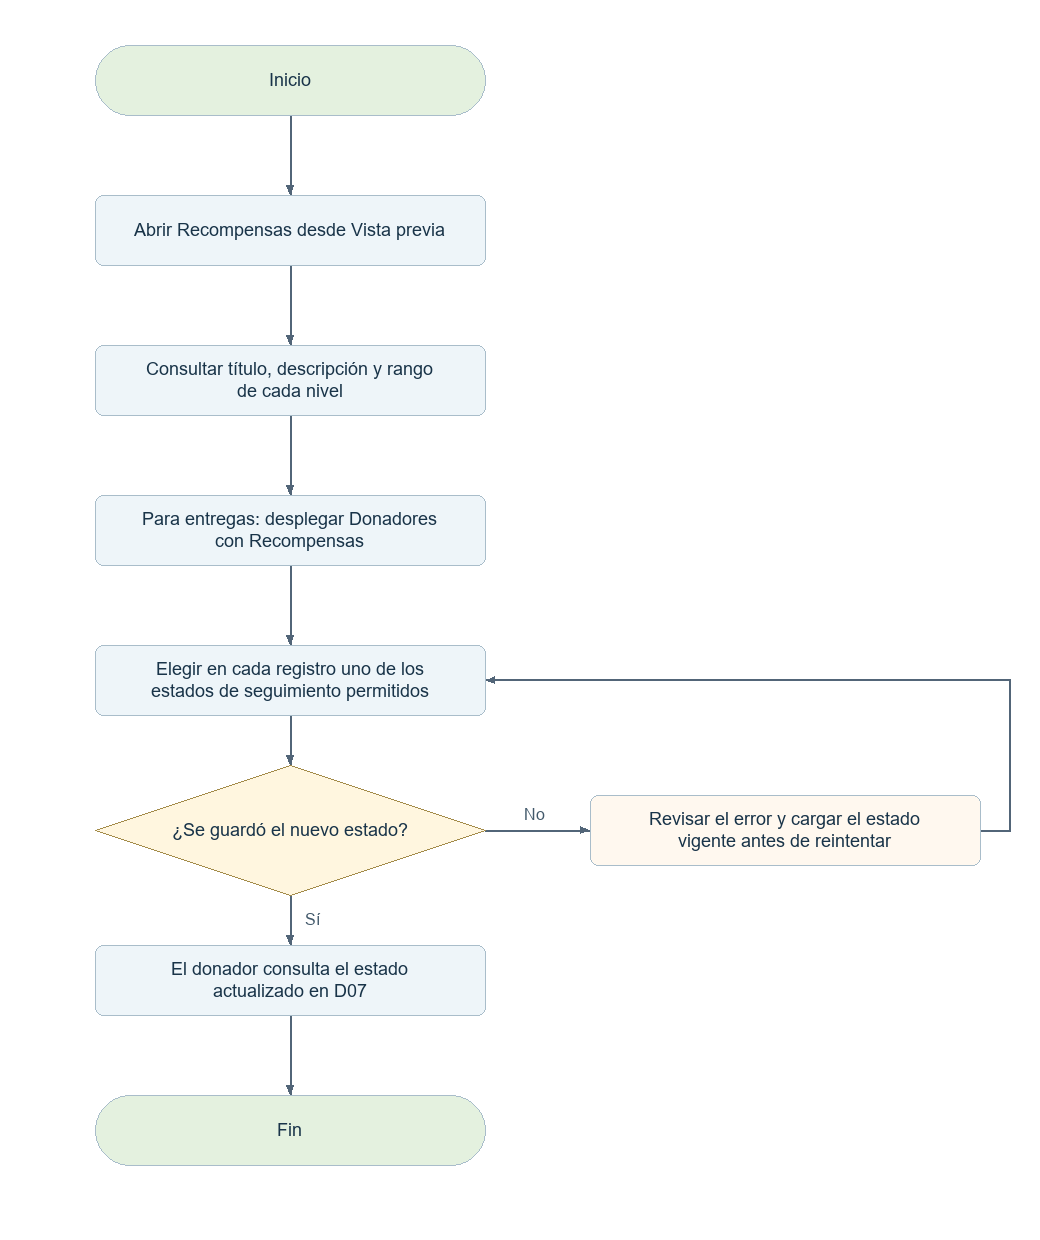 Inicio
Abrir Recompensas desde Vista previa
Consultar título, descripción y rango
de cada nivel
Para entregas: desplegar Donadores
con Recompensas
Elegir en cada registro uno de los
estados de seguimiento permitidos
¿Se guardó el nuevo estado?
No
Revisar el error y cargar el estado
vigente antes de reintentar
Sí
El donador consulta el estado
actualizado en D07
Fin